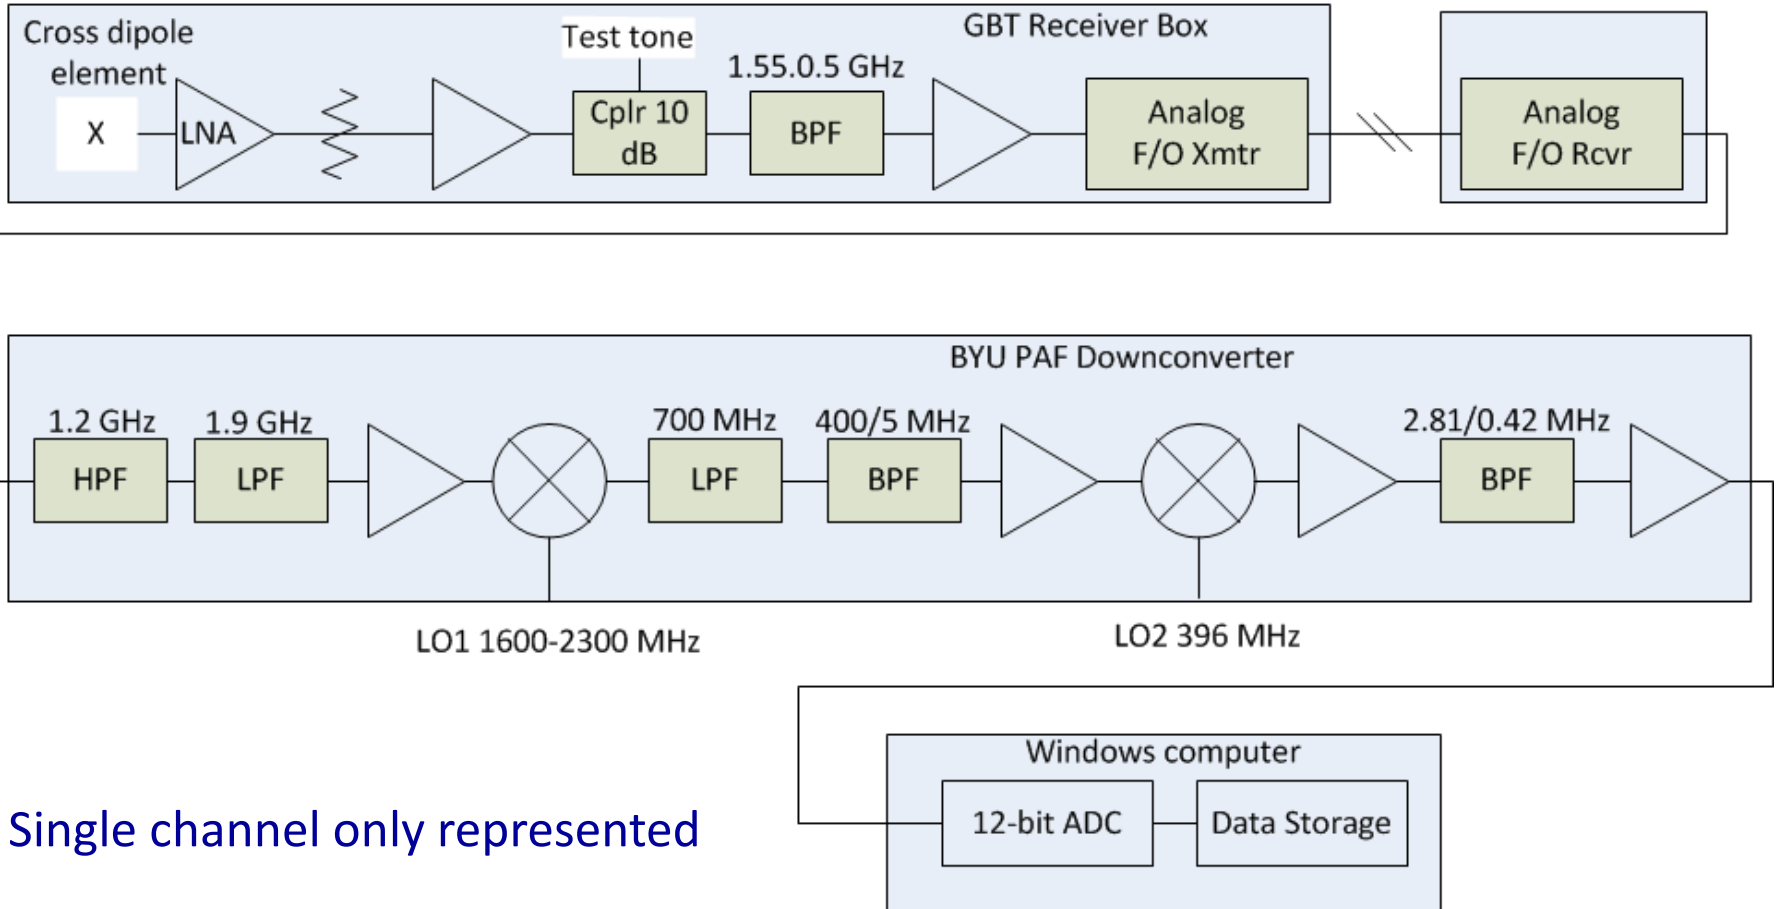 Cross dipole
element
X
LNA
Test tone
Cplr 10
dB
1.55.0.5 GHz
BPF
GBT Receiver Box
Analog
F/O Xmtr
Analog
F/O Rcvr
BYU PAF Downconverter
1.2 GHz
HPF
1.9 GHz
LPF
700 MHz
LPF
400/5 MHz
BPF
2.81/0.42 MHz
BPF
LO1 1600-2300 MHz
LO2 396 MHz
Windows computer
12-bit ADC
Data Storage
Single channel only represented